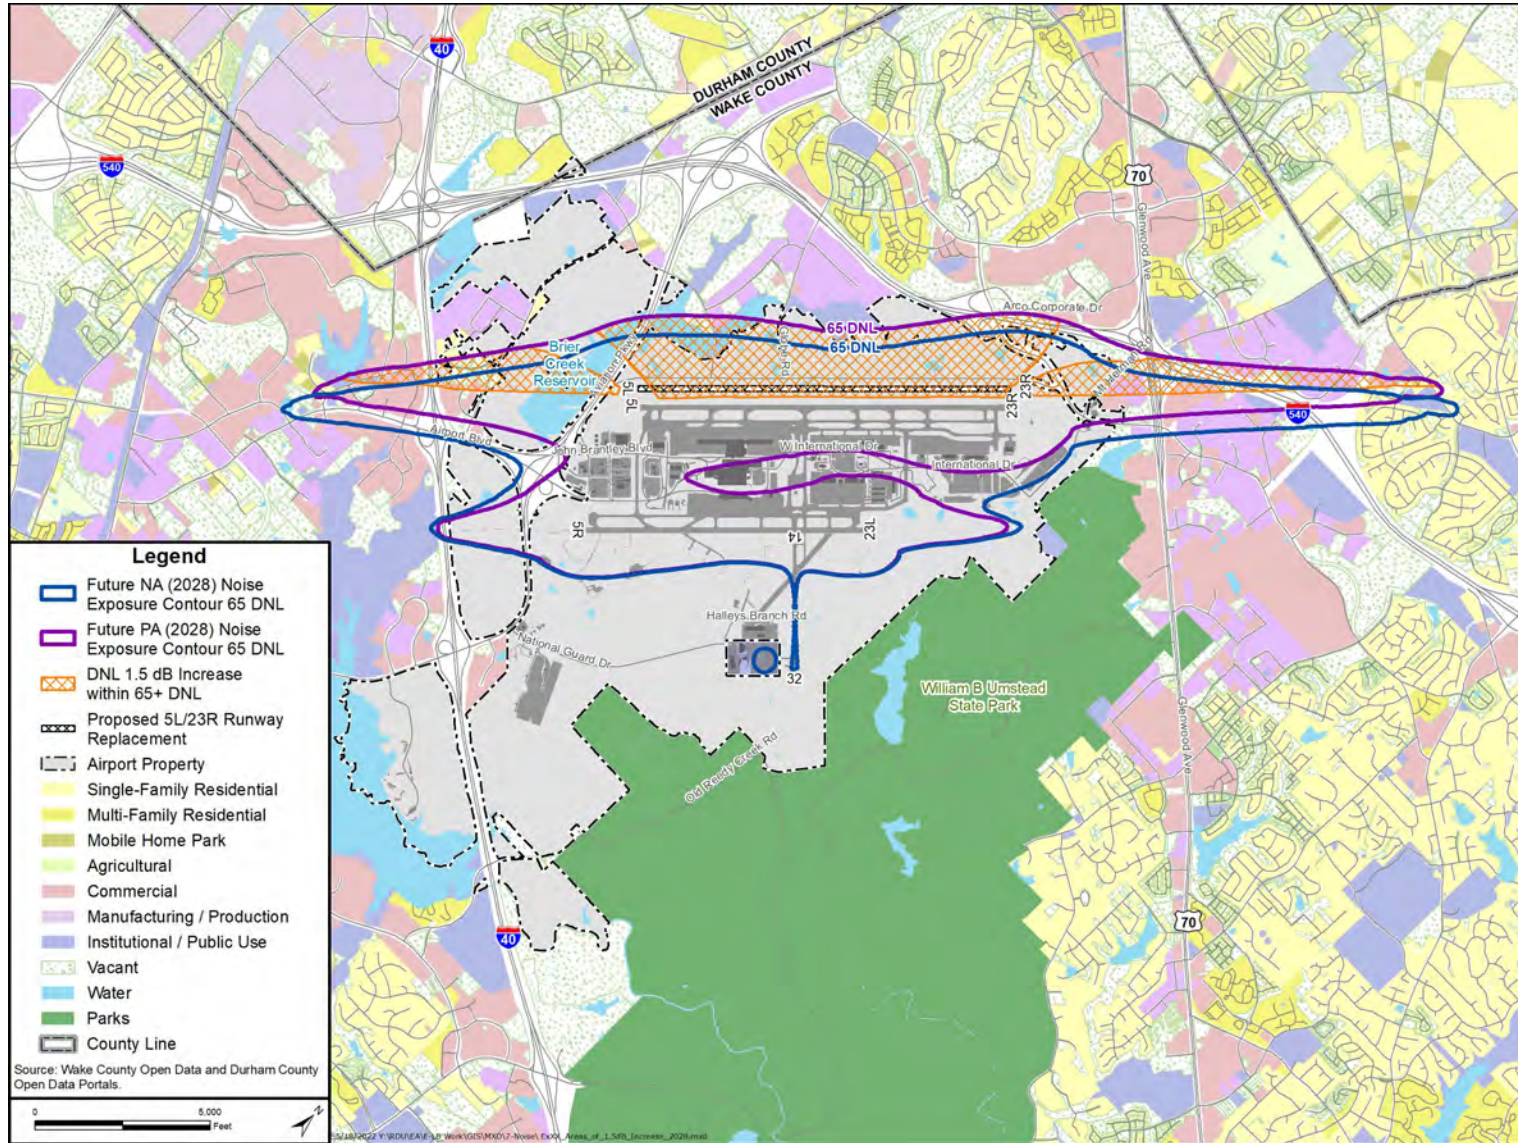 40
DURHAM COUNTY
WAKE COUNTY
540
70
Glenwood Ave
Arco Corporate Dr
65 DNL
65 DNL
Brier
Creek
Reservoir
5L
5L
23R
23R
540
Airport Blvd
John Brantley Blvd
W International Dr
International Dr
5R
14
23L
Halleys Branch Rd
National Guard Dr
32
William B Umstead
State Park
Old Reedy Creek Rd
Glenwood Ave
70
40
Legend
Future NA (2028) Noise
Exposure Contour 65 DNL
Future PA (2028) Noise
Exposure Contour 65 DNL
DNL 1.5 dB Increase
within 65+ DNL
Proposed 5L/23R Runway
Replacement
Airport Property
Single-Family Residential
Multi-Family Residential
Mobile Home Park
Agricultural
Commercial
Manufacturing / Production
Institutional / Public Use
Vacant
Water
Parks
County Line
Source: Wake County Open Data and Durham County
Open Data Portals.
0 5,000
Feet
N